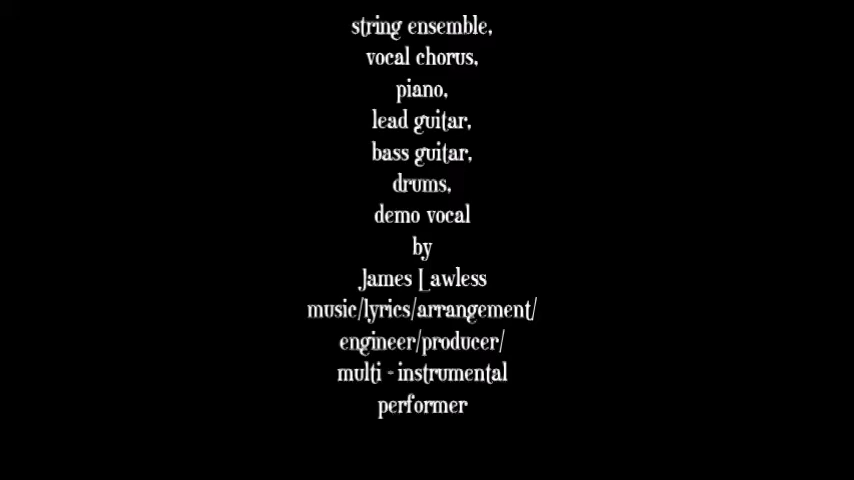 string ensemble,
vocal chorus,
piano,
lead guitar,
bass guitar,
drums,
demo vocal
by
James Lawless
music/lyrics/arrangement/
engineer/producer/
multi - instrumental
performer